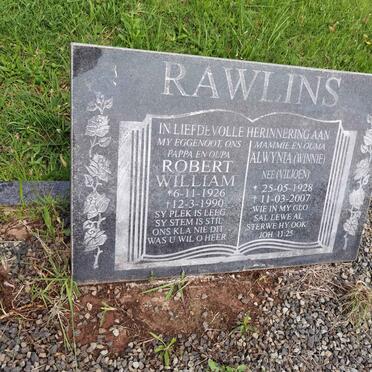 RAWLINS
IN LIEFDEVOLLE HERINNERING AAN
MY EGGENOOT, ONS
PAPPA EN OUPA
ROBERT
WILLIAM
*6-11-1926
+12-3-1990
SY PLEK IS LEEG
SY STEM IS STIL
ONS KLA NIE DIT
WAS U WIL O HEER
MAMMIE EN OUMA
ALWYNIA (WINNIE)
NEE (VILJOEN)
* 25-05-1928
+ 11-03-2007
WIE IN MY GLO
SAL LEWE AL
STERWE HY OOK
JOH. 11:25